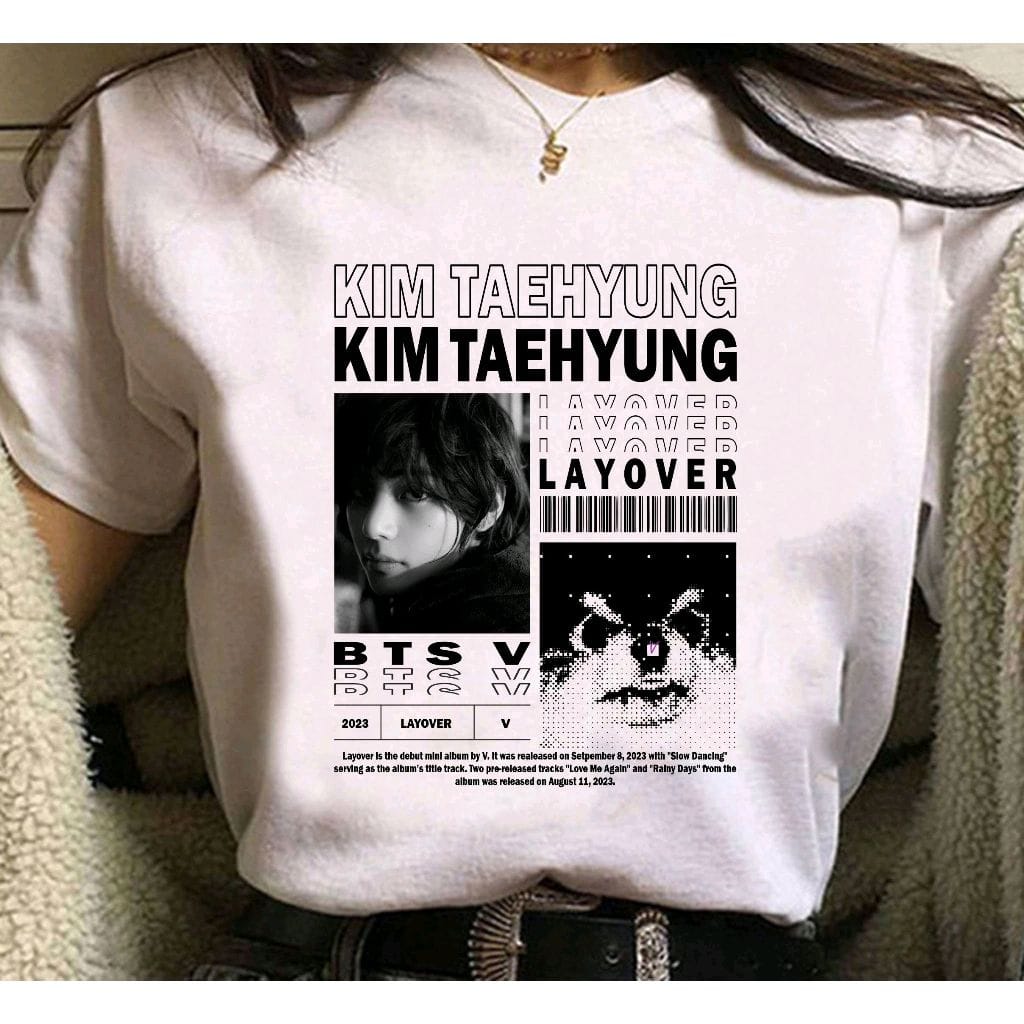 KIM TAEHYUNG
KIM TAEHYUNG
LAYOVER
LAYOVER
LAYOVER
LAYOVER
BTS V
BTS V
2023 LAYOVER V
Layover is the debut mini album by V. It was realeased on Setpember 8, 2023 with "Slow Dancing"
serving as the album's title track. Two pre-released tracks "Love Me Again" and "Rainy Days" from the
album was released on August 11, 2023.